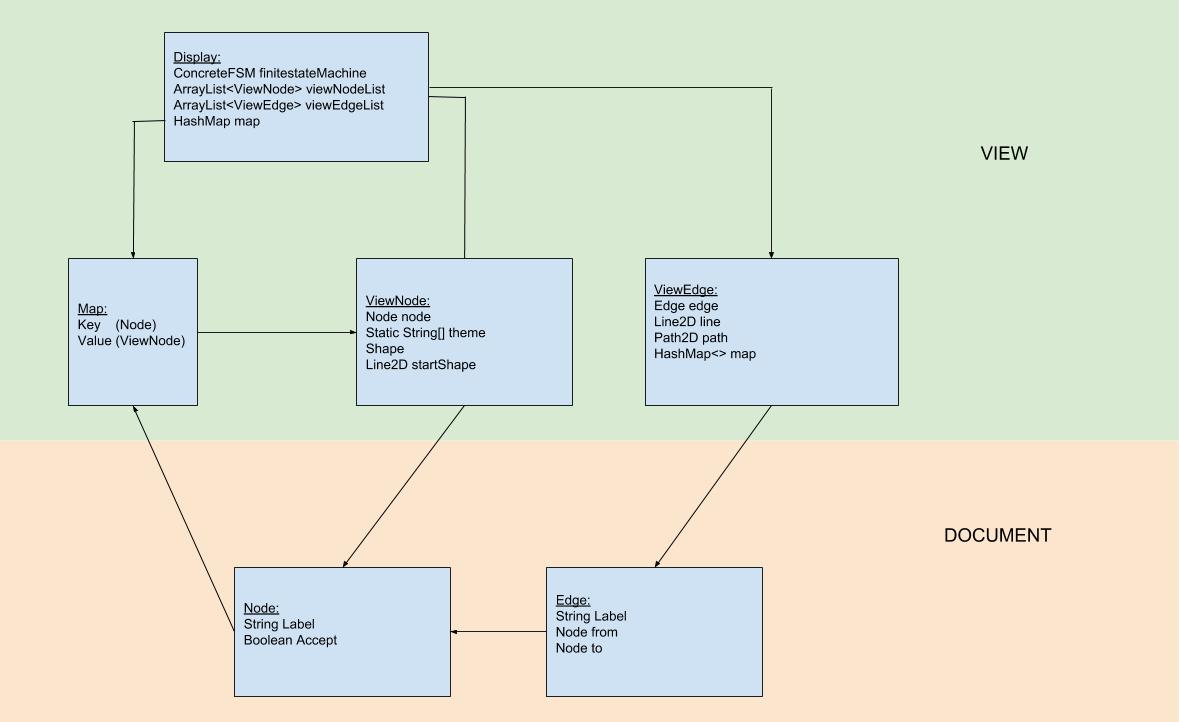 Display:
ConcreteFSM finitestateMachine
ArrayList<ViewNode> viewNodeList
ArrayList<ViewEdge> viewEdgeList
HashMap map
VIEW
Map:
Key (Node)
Value (ViewNode)
ViewNode:
Node node
Static String[] theme
Shape
Line2D startShape
ViewEdge:
Edge edge
Line2D line
Path2D path
HashMap<> map
DOCUMENT
Node:
String Label
Boolean Accept
Edge:
String Label
Node from
Node to